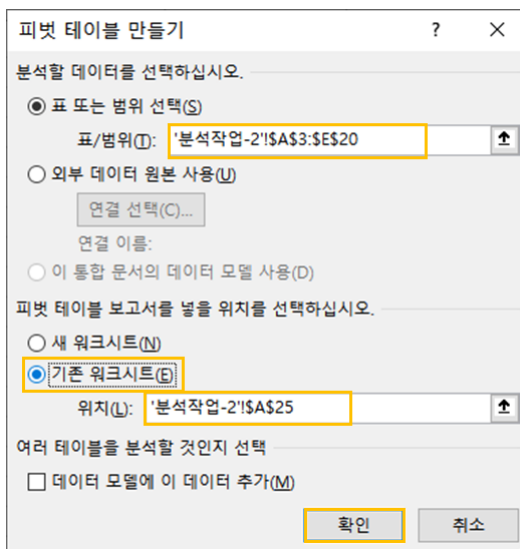 피벗 테이블 만들기 ? ×
분석할 데이터를 선택하십시오.
표 또는 범위 선택(S)
표/범위(T): '분석작업-2'!$A$3:$E$20
외부 데이터 원본 사용(U)
연결 선택(C)...
연결 이름:
이 통합 문서의 데이터 모델 사용(D)
피벗 테이블 보고서를 넣을 위치를 선택하십시오.
새 워크시트(N)
기존 워크시트(E)
위치(L): '분석작업-2'!$A$25
여러 테이블을 분석할 것인지 선택
데이터 모델에 이 데이터 추가(M)
확인 취소